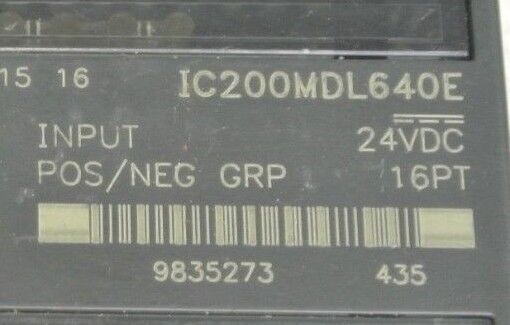 15 16 IC200MDL640E
INPUT 24VDC
POS/NEG GRP 16PT
9835273 435